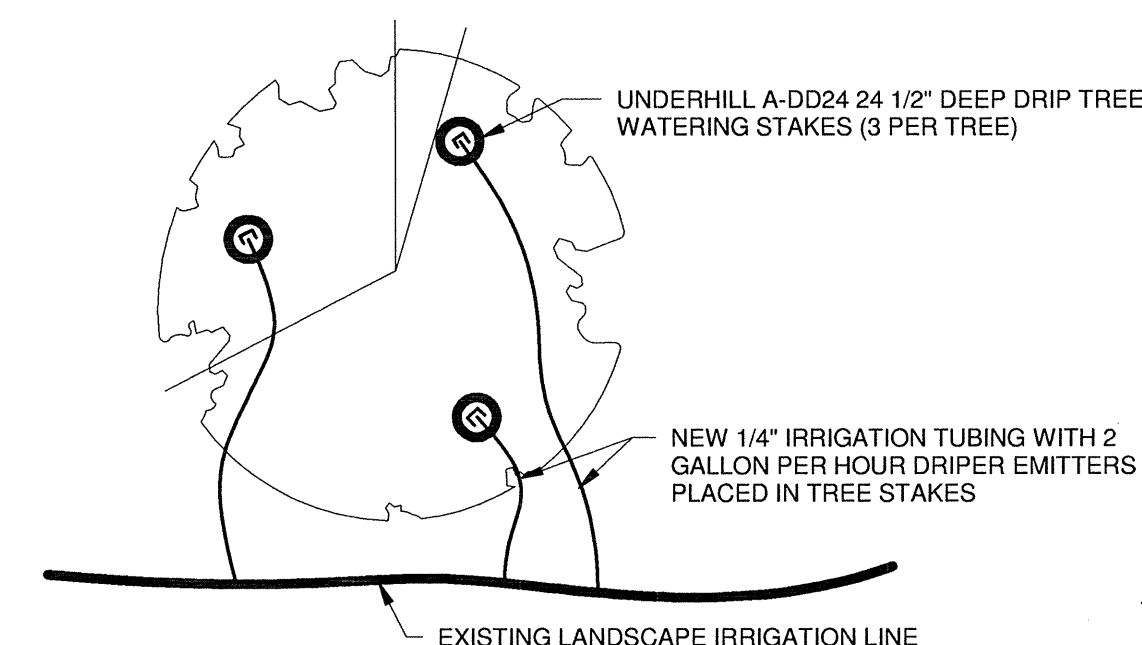 UNDERHILL A-DD24 24 1/2" DEEP DRIP TREE
WATERING STAKES (3 PER TREE)
NEW 1/4" IRRIGATION TUBING WITH 2
GALLON PER HOUR DRIPER EMITTERS
PLACED IN TREE STAKES
EXISTING LANDSCAPE IRRIGATION LINE